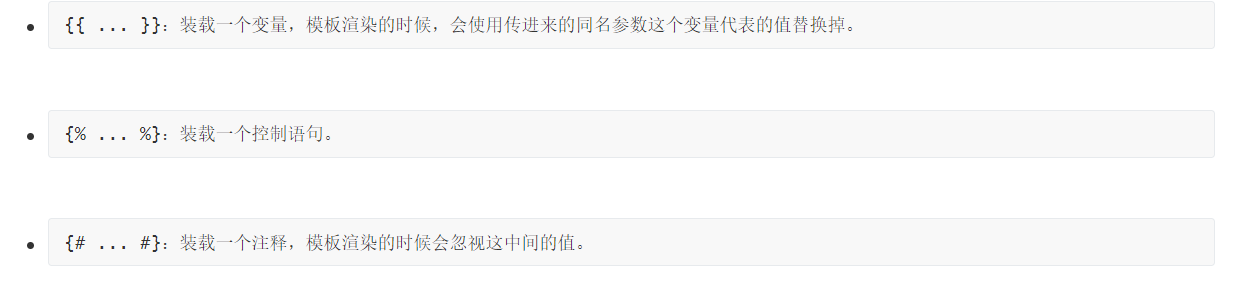 {{ ... }}：装载一个变量，模板渲染的时候，会使用传进来的同名参数这个变量代表的值替换掉。
{% ... %}：装载一个控制语句。
{# ... #}：装载一个注释，模板渲染的时候会忽视这中间的值。